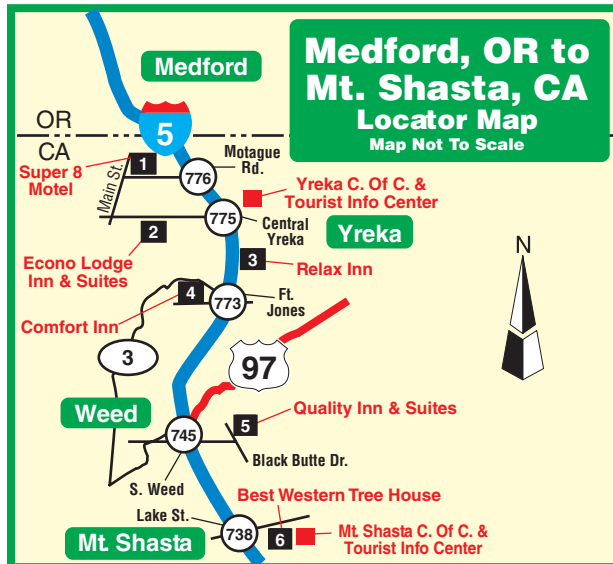 Medford, OR to
Mt. Shasta, CA
Locator Map
Map Not To Scale
Medford
OR
CA
5
Super 8
Motel
1
Main St.
776
Motague
Rd.
Yreka C. Of C. &
Tourist Info Center
775
Central
Yreka
Yreka
2
Econo Lodge
Inn & Suites
3
Relax Inn
N
4
773
Ft.
Jones
Comfort Inn
3
97
Weed
Quality Inn & Suites
5
745
Black Butte Dr.
S. Weed
Best Western Tree House
Lake St.
738
6
Mt. Shasta
Mt. Shasta C. Of C. &
Tourist Info Center